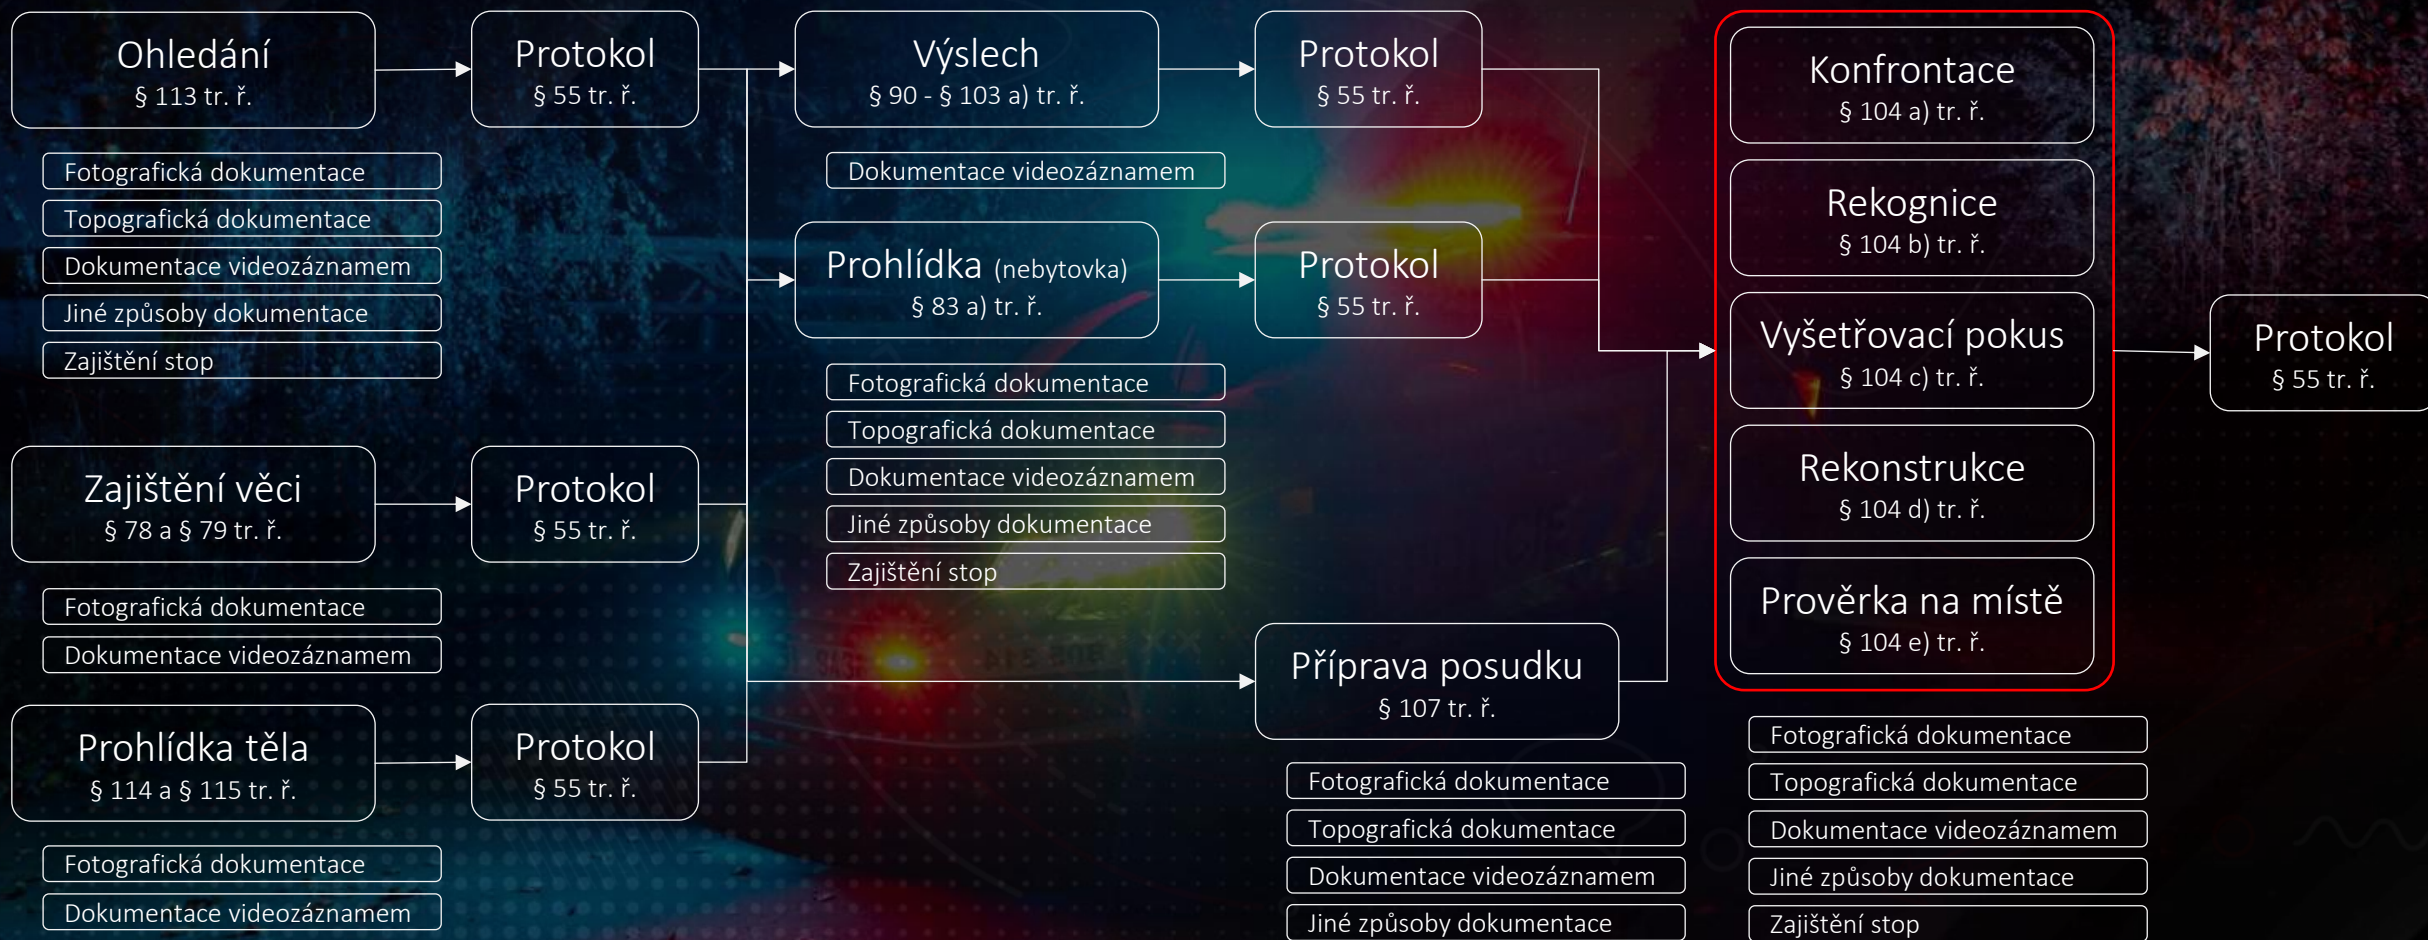 Ohledání
§ 113 tr. ř.
Fotografická dokumentace
Topografická dokumentace
Dokumentace videozáznamem
Jiné způsoby dokumentace
Zajištění stop
Protokol
§ 55 tr. ř.
Zajištění věci
§ 78 a § 79 tr. ř.
Fotografická dokumentace
Dokumentace videozáznamem
Protokol
§ 55 tr. ř.
Prohlídka těla
§ 114 a § 115 tr. ř.
Fotografická dokumentace
Dokumentace videozáznamem
Protokol
§ 55 tr. ř.
Výslech
§ 90 - § 103 a) tr. ř.
Dokumentace videozáznamem
Protokol
§ 55 tr. ř.
Prohlídka (nebytovka)
§ 83 a) tr. ř.
Fotografická dokumentace
Topografická dokumentace
Dokumentace videozáznamem
Jiné způsoby dokumentace
Zajištění stop
Protokol
§ 55 tr. ř.
Příprava posudku
§ 107 tr. ř.
Fotografická dokumentace
Topografická dokumentace
Dokumentace videozáznamem
Jiné způsoby dokumentace
Konfrontace
§ 104 a) tr. ř.
Rekognice
§ 104 b) tr. ř.
Vyšetřovací pokus
§ 104 c) tr. ř.
Rekonstrukce
§ 104 d) tr. ř.
Prověrka na místě
§ 104 e) tr. ř.
Fotografická dokumentace
Topografická dokumentace
Dokumentace videozáznamem
Jiné způsoby dokumentace
Zajištění stop
Protokol
§ 55 tr. ř.